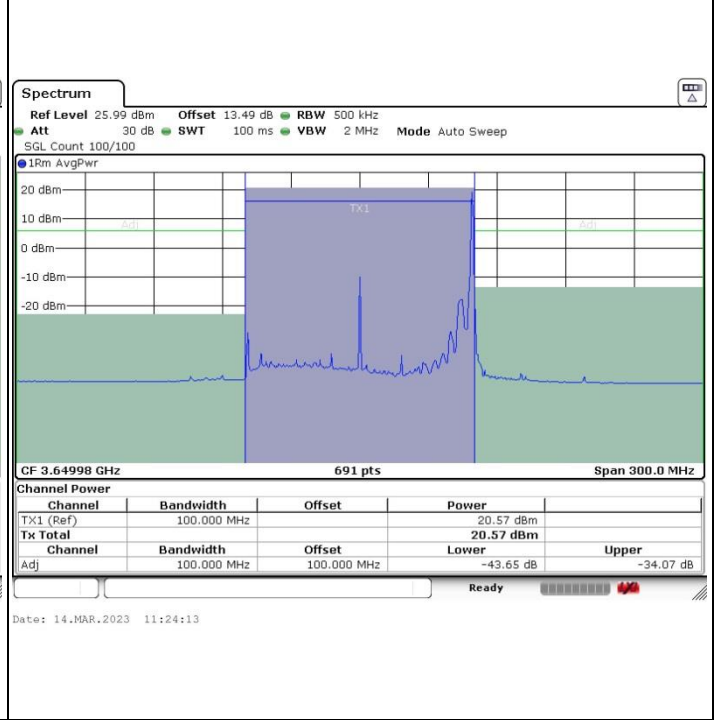 Spectrum
Ref Level 25.99 dBm Offset 13.49 dB RBW 500 kHz
Att 30 dB SWT 100 ms VBW 2 MHz Mode Auto Sweep
SGL Count 100/100
1Rm AvgPwr
20 dBm
TX1
10 dBm
Adj Adj
0 dBm
-10 dBm
-20 dBm
CF 3.64998 GHz 691 pts Span 300.0 MHz
Channel Power
Channel Bandwidth Offset Power
TX1 (Ref) 100.000 MHz 20.57 dBm
Tx Total 20.57 dBm
Channel Bandwidth Offset Lower Upper
Adj 100.000 MHz 100.000 MHz -43.65 dB -34.07 dB
Ready
Date: 14.MAR.2023 11:24:13